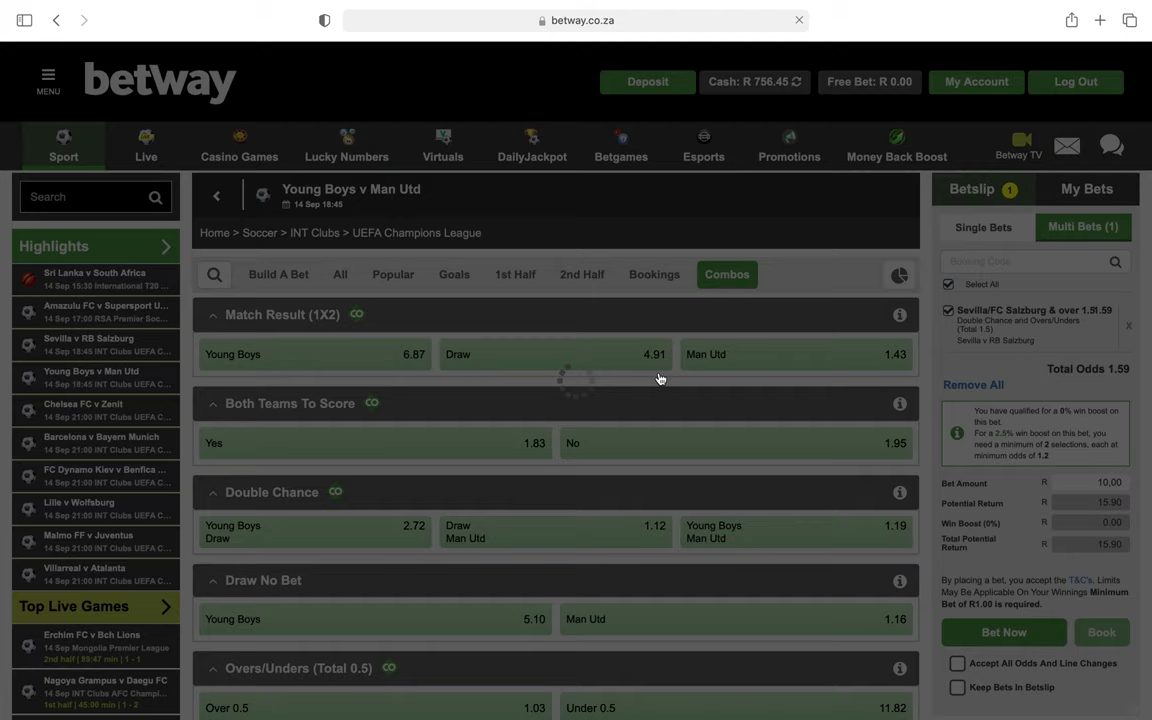 betway.co.za
MENU
betway
Deposit
Cash: R 756.45
Free Bet: R 0.00
My Account
Log Out
Sport
Live
Casino Games
Lucky Numbers
Virtuals
DailyJackpot
Betgames
Esports
Promotions
Money Back Boost
Betway TV
Search
Highlights
Sri Lanka v South Africa
14 Sep 15:30 International T20 ...
Amazulu FC v Supersport U...
14 Sep 17:00 RSA Premier Soc...
Sevilla v RB Salzburg
14 Sep 18:45 INT Clubs UEFA C...
Young Boys v Man Utd
14 Sep 18:45 INT Clubs UEFA C...
Chelsea FC v Zenit
14 Sep 21:00 INT Clubs UEFA C...
Barcelona v Bayern Munich
14 Sep 21:00 INT Clubs UEFA C...
FC Dynamo Kiev v Benfica ...
14 Sep 21:00 INT Clubs UEFA C...
Lille v Wolfsburg
14 Sep 21:00 INT Clubs UEFA C...
Malmo FF v Juventus
14 Sep 21:00 INT Clubs UEFA C...
Villarreal v Atalanta
14 Sep 21:00 INT Clubs UEFA C...
Top Live Games
Erchim FC v Bch Lions
14 Sep Mongolia Premier League
2nd half | 89:47 min | 1 - 1
Nagoya Grampus v Daegu FC
14 Sep INT Clubs AFC Champi...
1st half | 45:00 min | 1 - 2
Young Boys v Man Utd
14 Sep 18:45
Home > Soccer > INT Clubs > UEFA Champions League
Build A Bet
All
Popular
Goals
1st Half
2nd Half
Bookings
Combos
Match Result (1X2)
Young Boys 6.87
Draw 4.91
Man Utd 1.43
Both Teams To Score
Yes 1.83
No 1.95
Double Chance
Young Boys 2.72
Draw
Draw 1.12
Man Utd
Young Boys 1.19
Man Utd
Draw No Bet
Young Boys 5.10
Man Utd 1.16
Overs/Unders (Total 0.5)
Over 0.5 1.03
Under 0.5 11.82
Betslip 1
My Bets
Single Bets
Multi Bets (1)
Booking Code
Select All
Sevilla/FC Salzburg & over 1.5 1.59
Double Chance and Overs/Unders
(Total 1.5)
Sevilla v RB Salzburg
X
Total Odds 1.59
Remove All
You have qualified for a 0% win boost on
this bet.
For a 2.5% win boost on this bet, you
need a minimum of 2 selections, each at
minimum odds of 1.2
Bet Amount R 10,00
Potential Return R 15.90
Win Boost (0%) R 0.00
Total Potential
Return R 15.90
By placing a bet, you accept the T&C's. Limits
May Be Applicable On Your Winnings Minimum
Bet of R1.00 is required.
Bet Now
Book
Accept All Odds And Line Changes
Keep Bets In Betslip